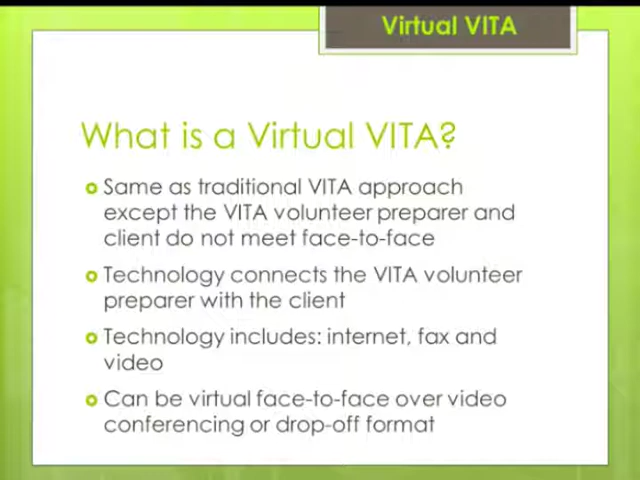 Virtual VITA
What is a Virtual VITA?
Same as traditional VITA approach
except the VITA volunteer preparer and
client do not meet face-to-face
Technology connects the VITA volunteer
preparer with the client
Technology includes: internet, fax and
video
Can be virtual face-to-face over video
conferencing or drop-off format